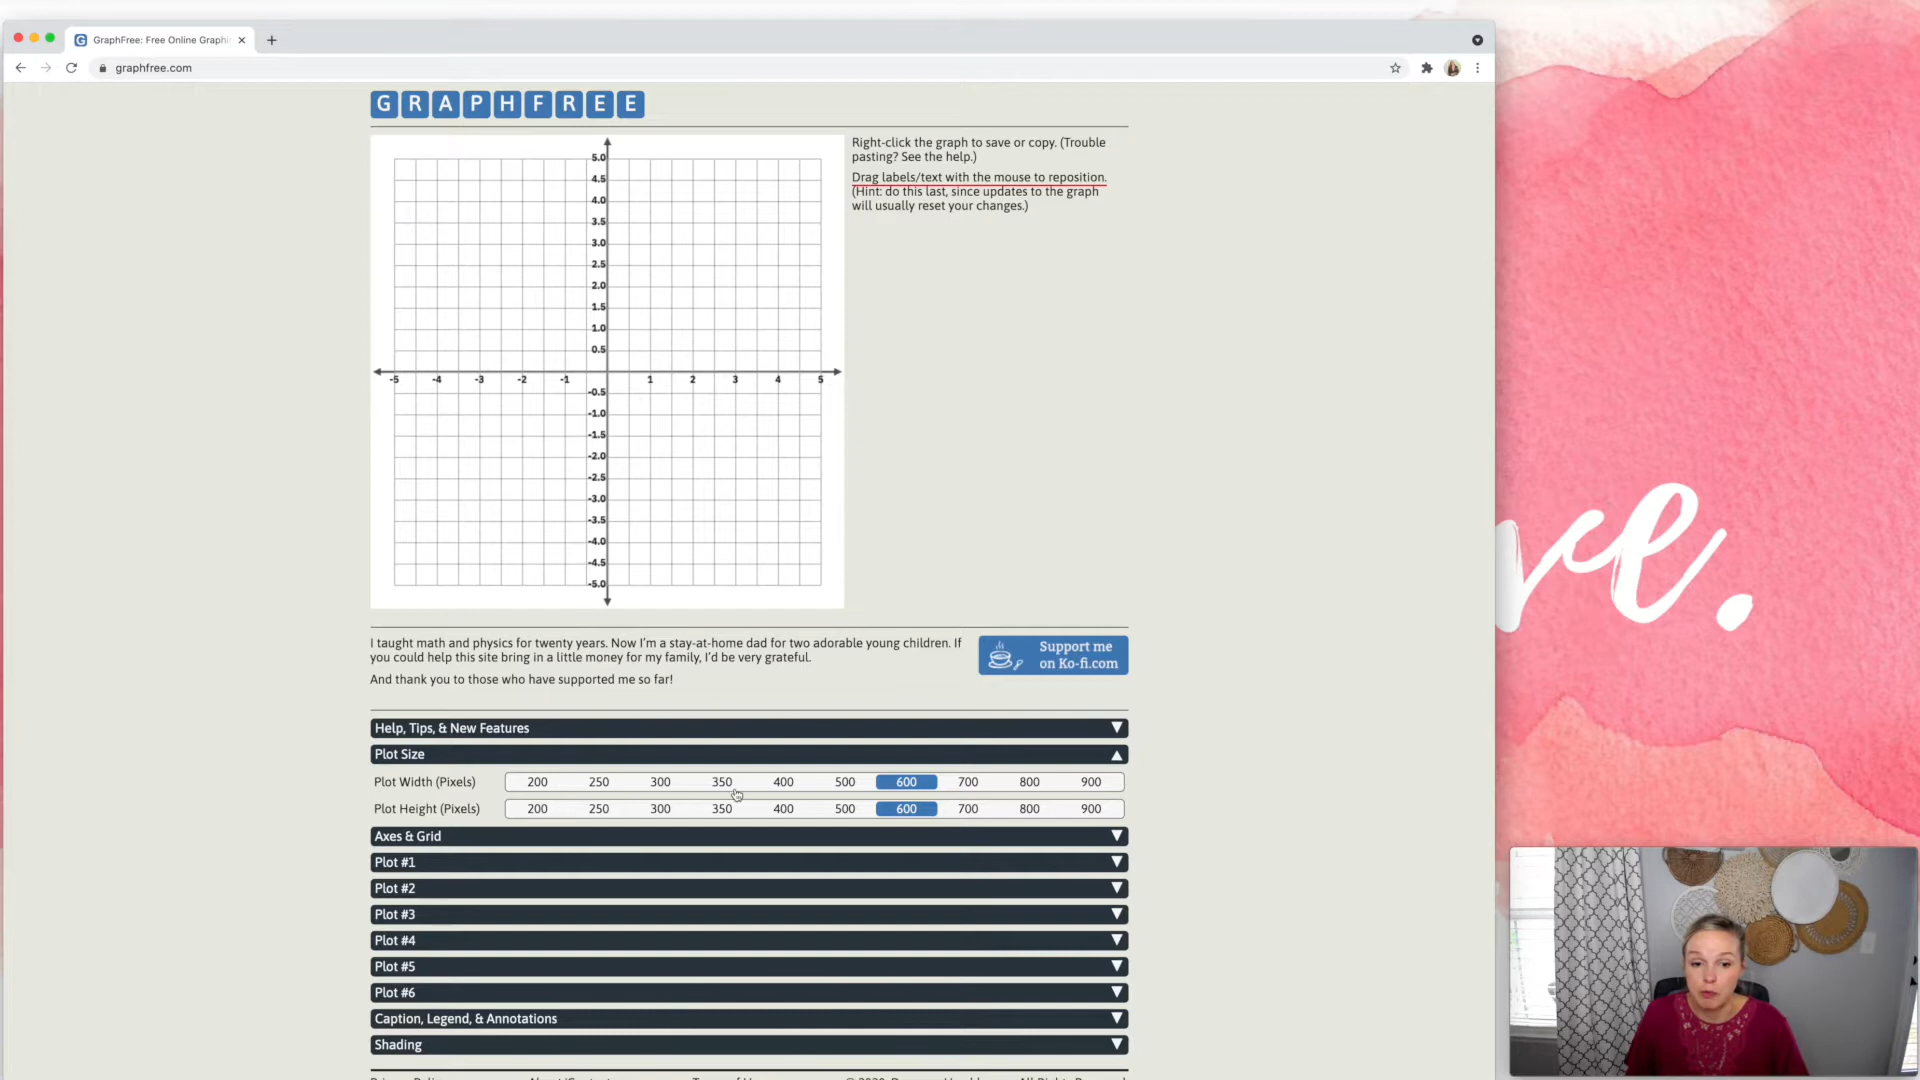 GraphFree: Free Online Graphi
graphfree.com
GRAPHFREE
Right-click the graph to save or copy. (Trouble
pasting? See the help.)
Drag labels/text with the mouse to reposition.
(Hint: do this last, since updates to the graph
will usually reset your changes.)
5.0
4.5
4.0
3.5
3.0
2.5
2.0
1.5
1.0
0.5
-5 -4 -3 -2 -1 1 2 3 4 5
-0.5
-1.0
-1.5
-2.0
-2.5
-3.0
-3.5
-4.0
-4.5
-5.0
I taught math and physics for twenty years. Now I'm a stay-at-home dad for two adorable young children. If
you could help this site bring in a little money for my family, I'd be very grateful.
And thank you to those who have supported me so far!
Support me
on Ko-fi.com
Help, Tips, & New Features
Plot Size
Plot Width (Pixels) 200 250 300 350 400 500 600 700 800 900
Plot Height (Pixels) 200 250 300 350 400 500 600 700 800 900
Axes & Grid
Plot #1
Plot #2
Plot #3
Plot #4
Plot #5
Plot #6
Caption, Legend, & Annotations
Shading